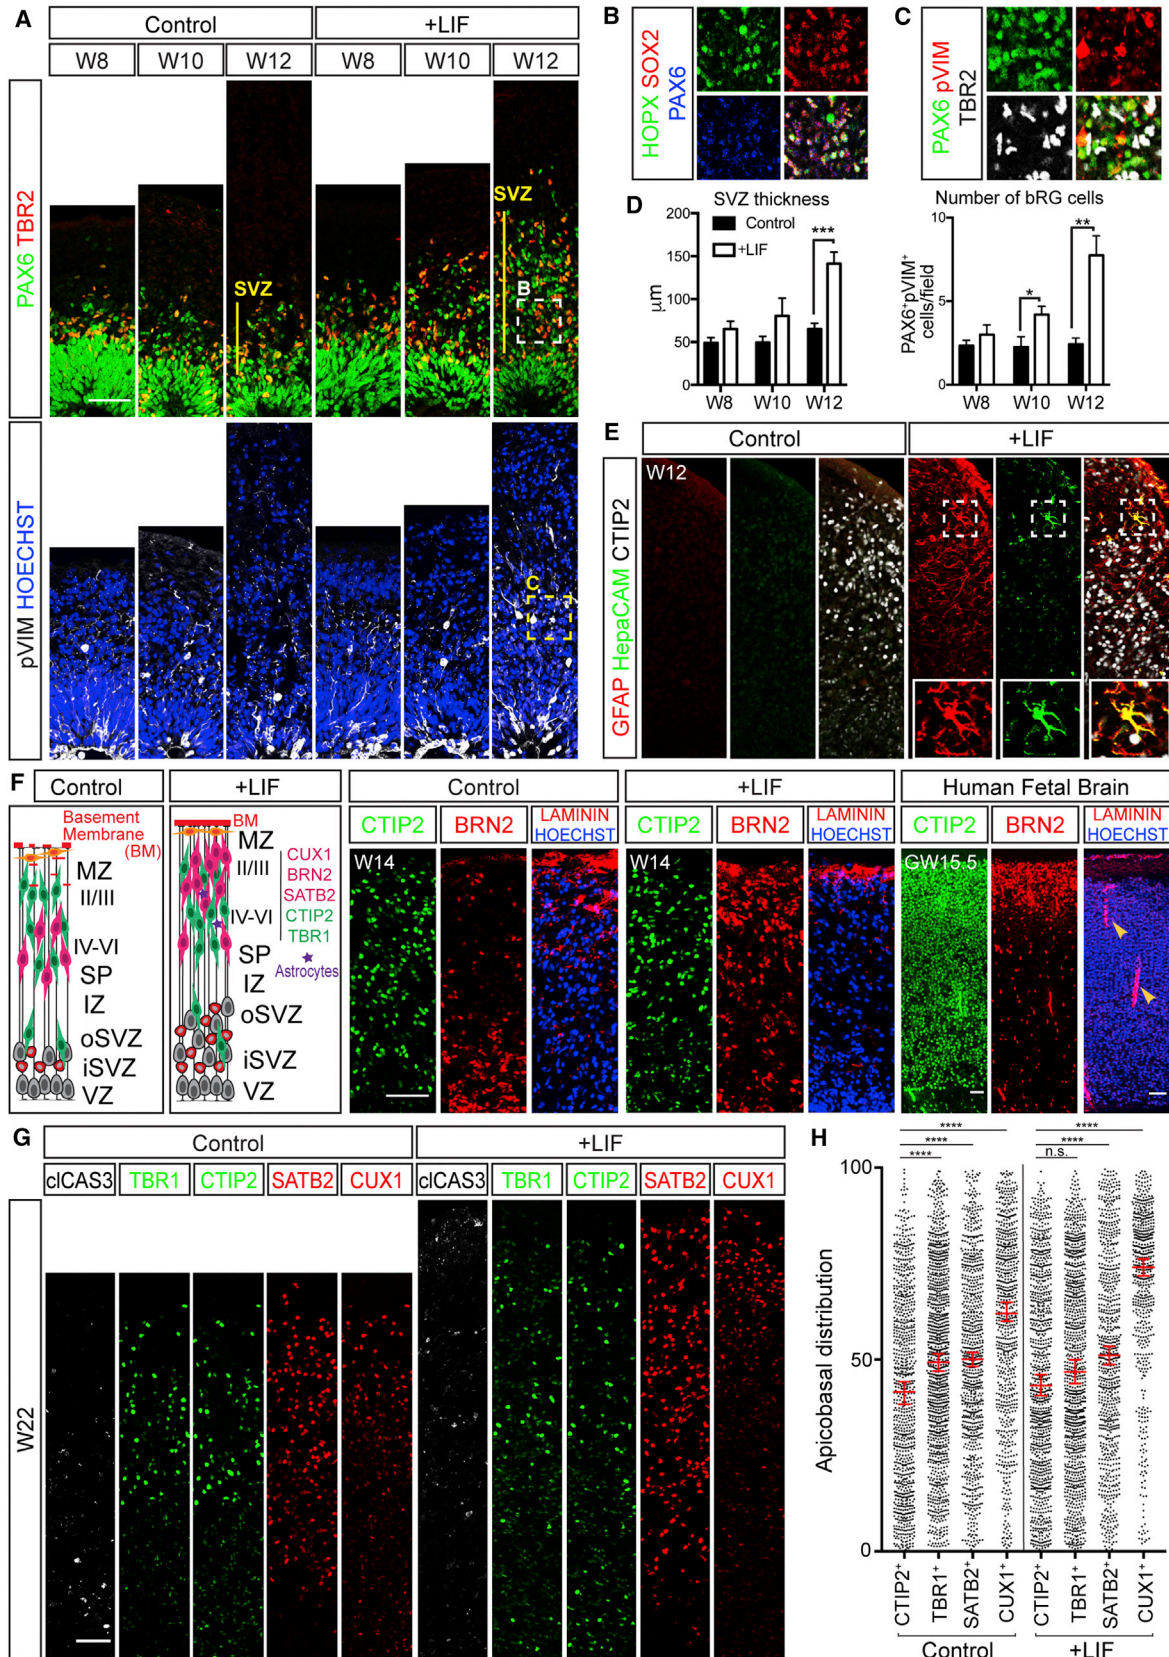 A
Control +LIF
W8 W10 W12 W8 W10 W12
PAX6 TBR2
SVZ
SVZ
B
pVIM HOECHST
C
B
HOPX SOX2
PAX6
C
PAX6 pVIM
TBR2
D
SVZ thickness
200
150
100
50
0
μm
Control
+LIF
***
W8 W10 W12
Number of bRG cells
10
5
0
PAX6+pVIM+
cells/field
*
**
W8 W10 W12
E
Control +LIF
W12
GFAP HepaCAM CTIP2
F
Control
Basement
Membrane
(BM)
MZ
II/III
IV-VI
SP
IZ
oSVZ
iSVZ
VZ
+LIF
BM
MZ
II/III
IV-VI
SP
IZ
oSVZ
iSVZ
VZ
CUX1
BRN2
SATB2
CTIP2
TBR1
Astrocytes
Control +LIF Human Fetal Brain
CTIP2 BRN2 LAMININ HOECHST CTIP2 BRN2 LAMININ HOECHST CTIP2 BRN2 LAMININ HOECHST
W14 W14 GW15.5
G
Control +LIF
clCAS3 TBR1 CTIP2 SATB2 CUX1 clCAS3 TBR1 CTIP2 SATB2 CUX1
W22
H
**** ****
**** ****
**** n.s.
100
50
0
Apicobasal distribution
CTIP2+ TBR1+ SATB2+ CUX1+ CTIP2+ TBR1+ SATB2+ CUX1+
Control +LIF